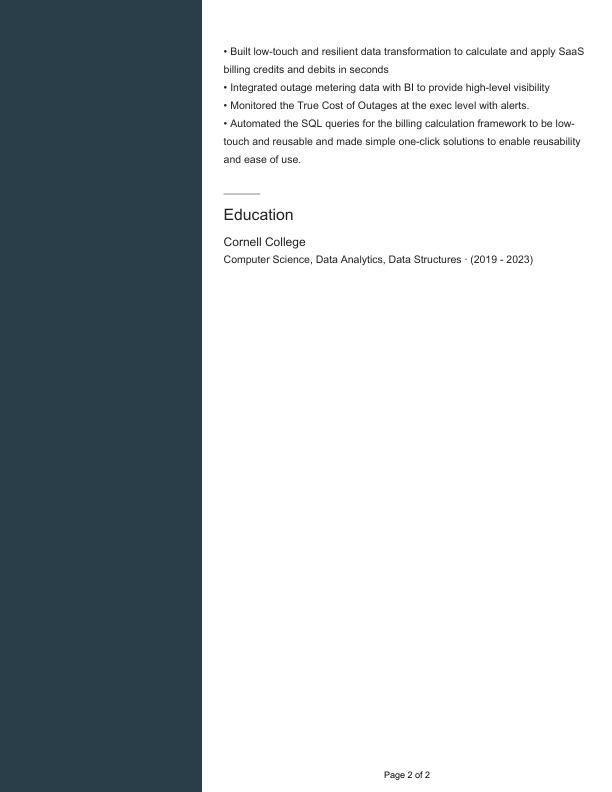 • Built low-touch and resilient data transformation to calculate and apply SaaS
billing credits and debits in seconds
• Integrated outage metering data with BI to provide high-level visibility
• Monitored the True Cost of Outages at the exec level with alerts.
• Automated the SQL queries for the billing calculation framework to be low-
touch and reusable and made simple one-click solutions to enable reusability
and ease of use.
Education
Cornell College
Computer Science, Data Analytics, Data Structures · (2019 - 2023)
Page 2 of 2